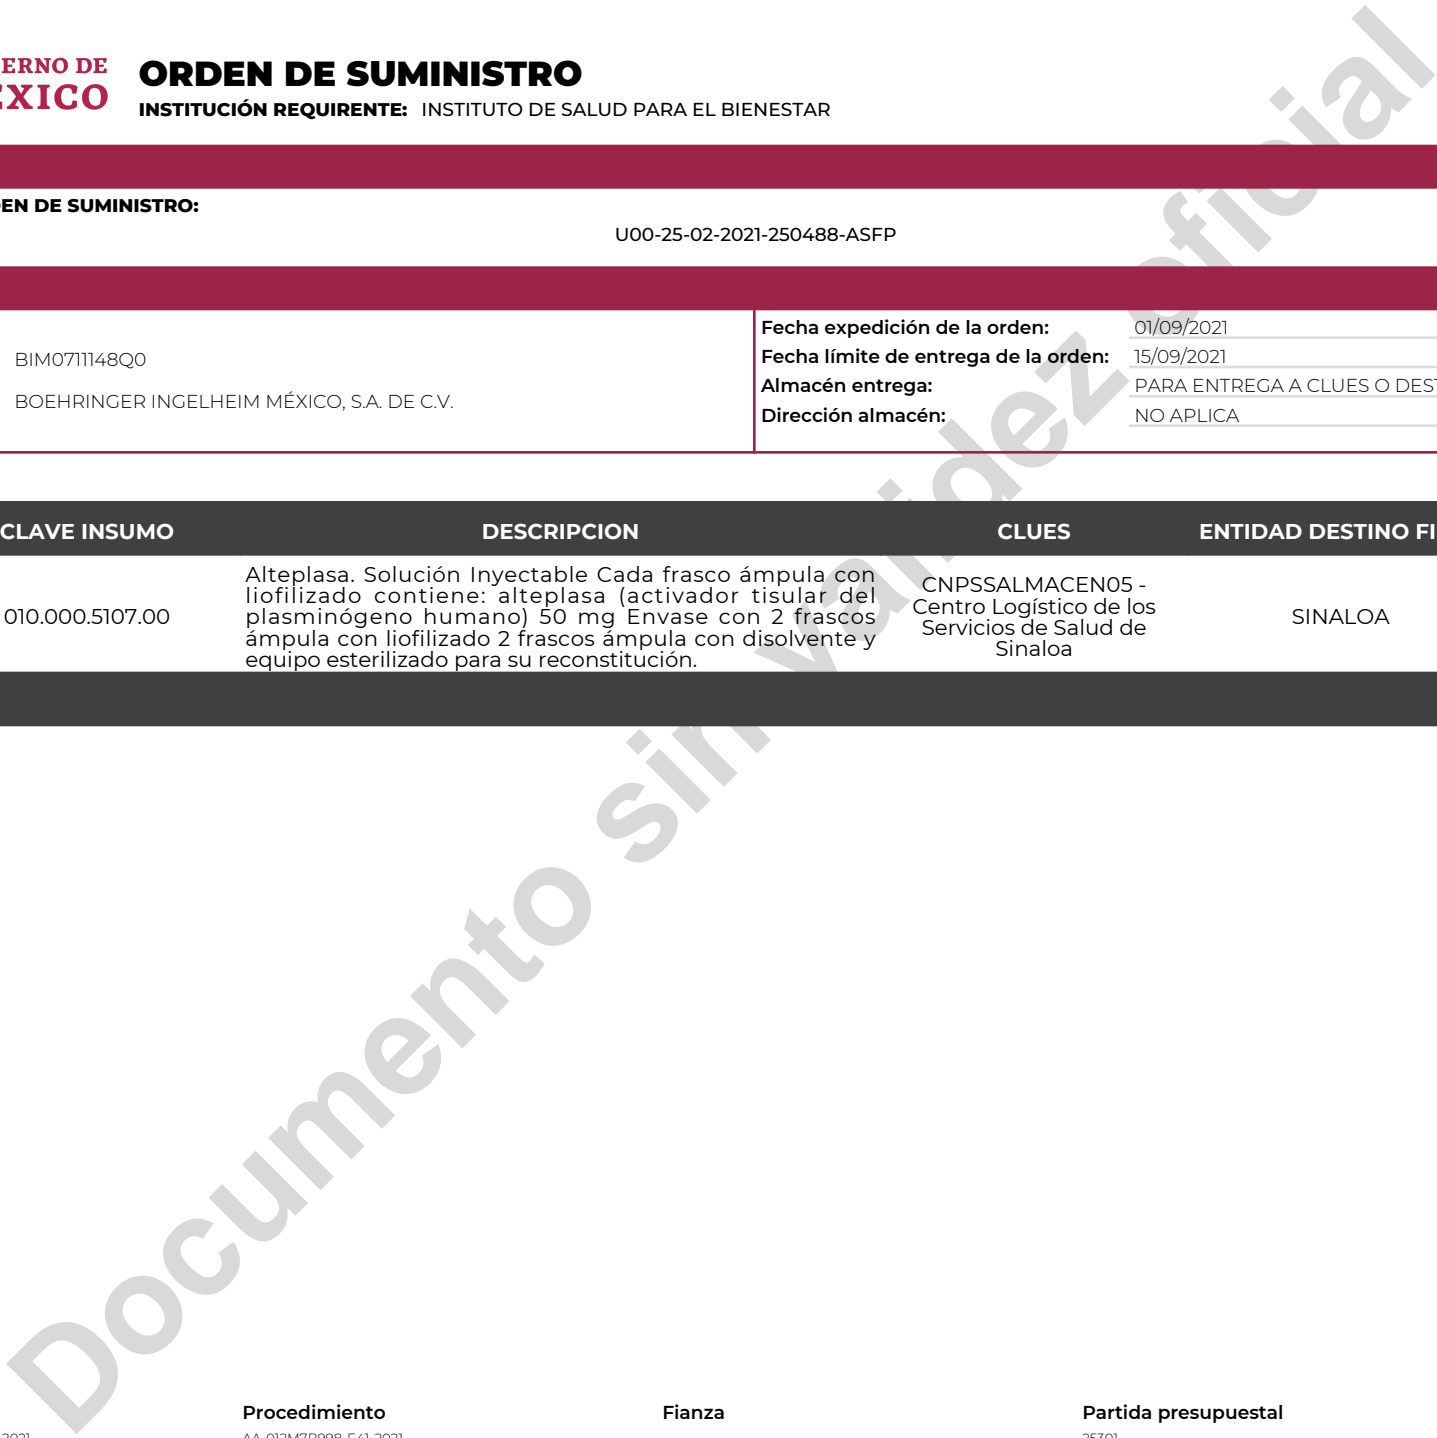 ERNO DE
ORDEN DE SUMINISTRO
INSTITUCIÓN REQUIRENTE: INSTITUTO DE SALUD PARA EL BIENESTAR
EN DE SUMINISTRO:
U00-25-02-2021-250488-ASFP
BIM0711148Q0
BOEHRINGER INGELHEIM MÉXICO, S.A. DE C.V.
Fecha expedición de la orden: 01/09/2021
Fecha límite de entrega de la orden: 15/09/2021
Almacén entrega: PARA ENTREGA A CLUES O DEST
Dirección almacén: NO APLICA
CLAVE INSUMO DESCRIPCION CLUES ENTIDAD DESTINO FI
010.000.5107.00
Alteplasa. Solución Inyectable Cada frasco ámpula con
liofilizado contiene: alteplasa (activador tisular del
plasminógeno humano) 50 mg Envase con 2 frascos
ámpula con liofilizado 2 frascos ámpula con disolvente y
equipo esterilizado para su reconstitución.
CNPSSALMACEN05 -
Centro Logístico de los
Servicios de Salud de
Sinaloa
SINALOA
Documento sin validez oficial
Procedimiento Fianza Partida presupuestal